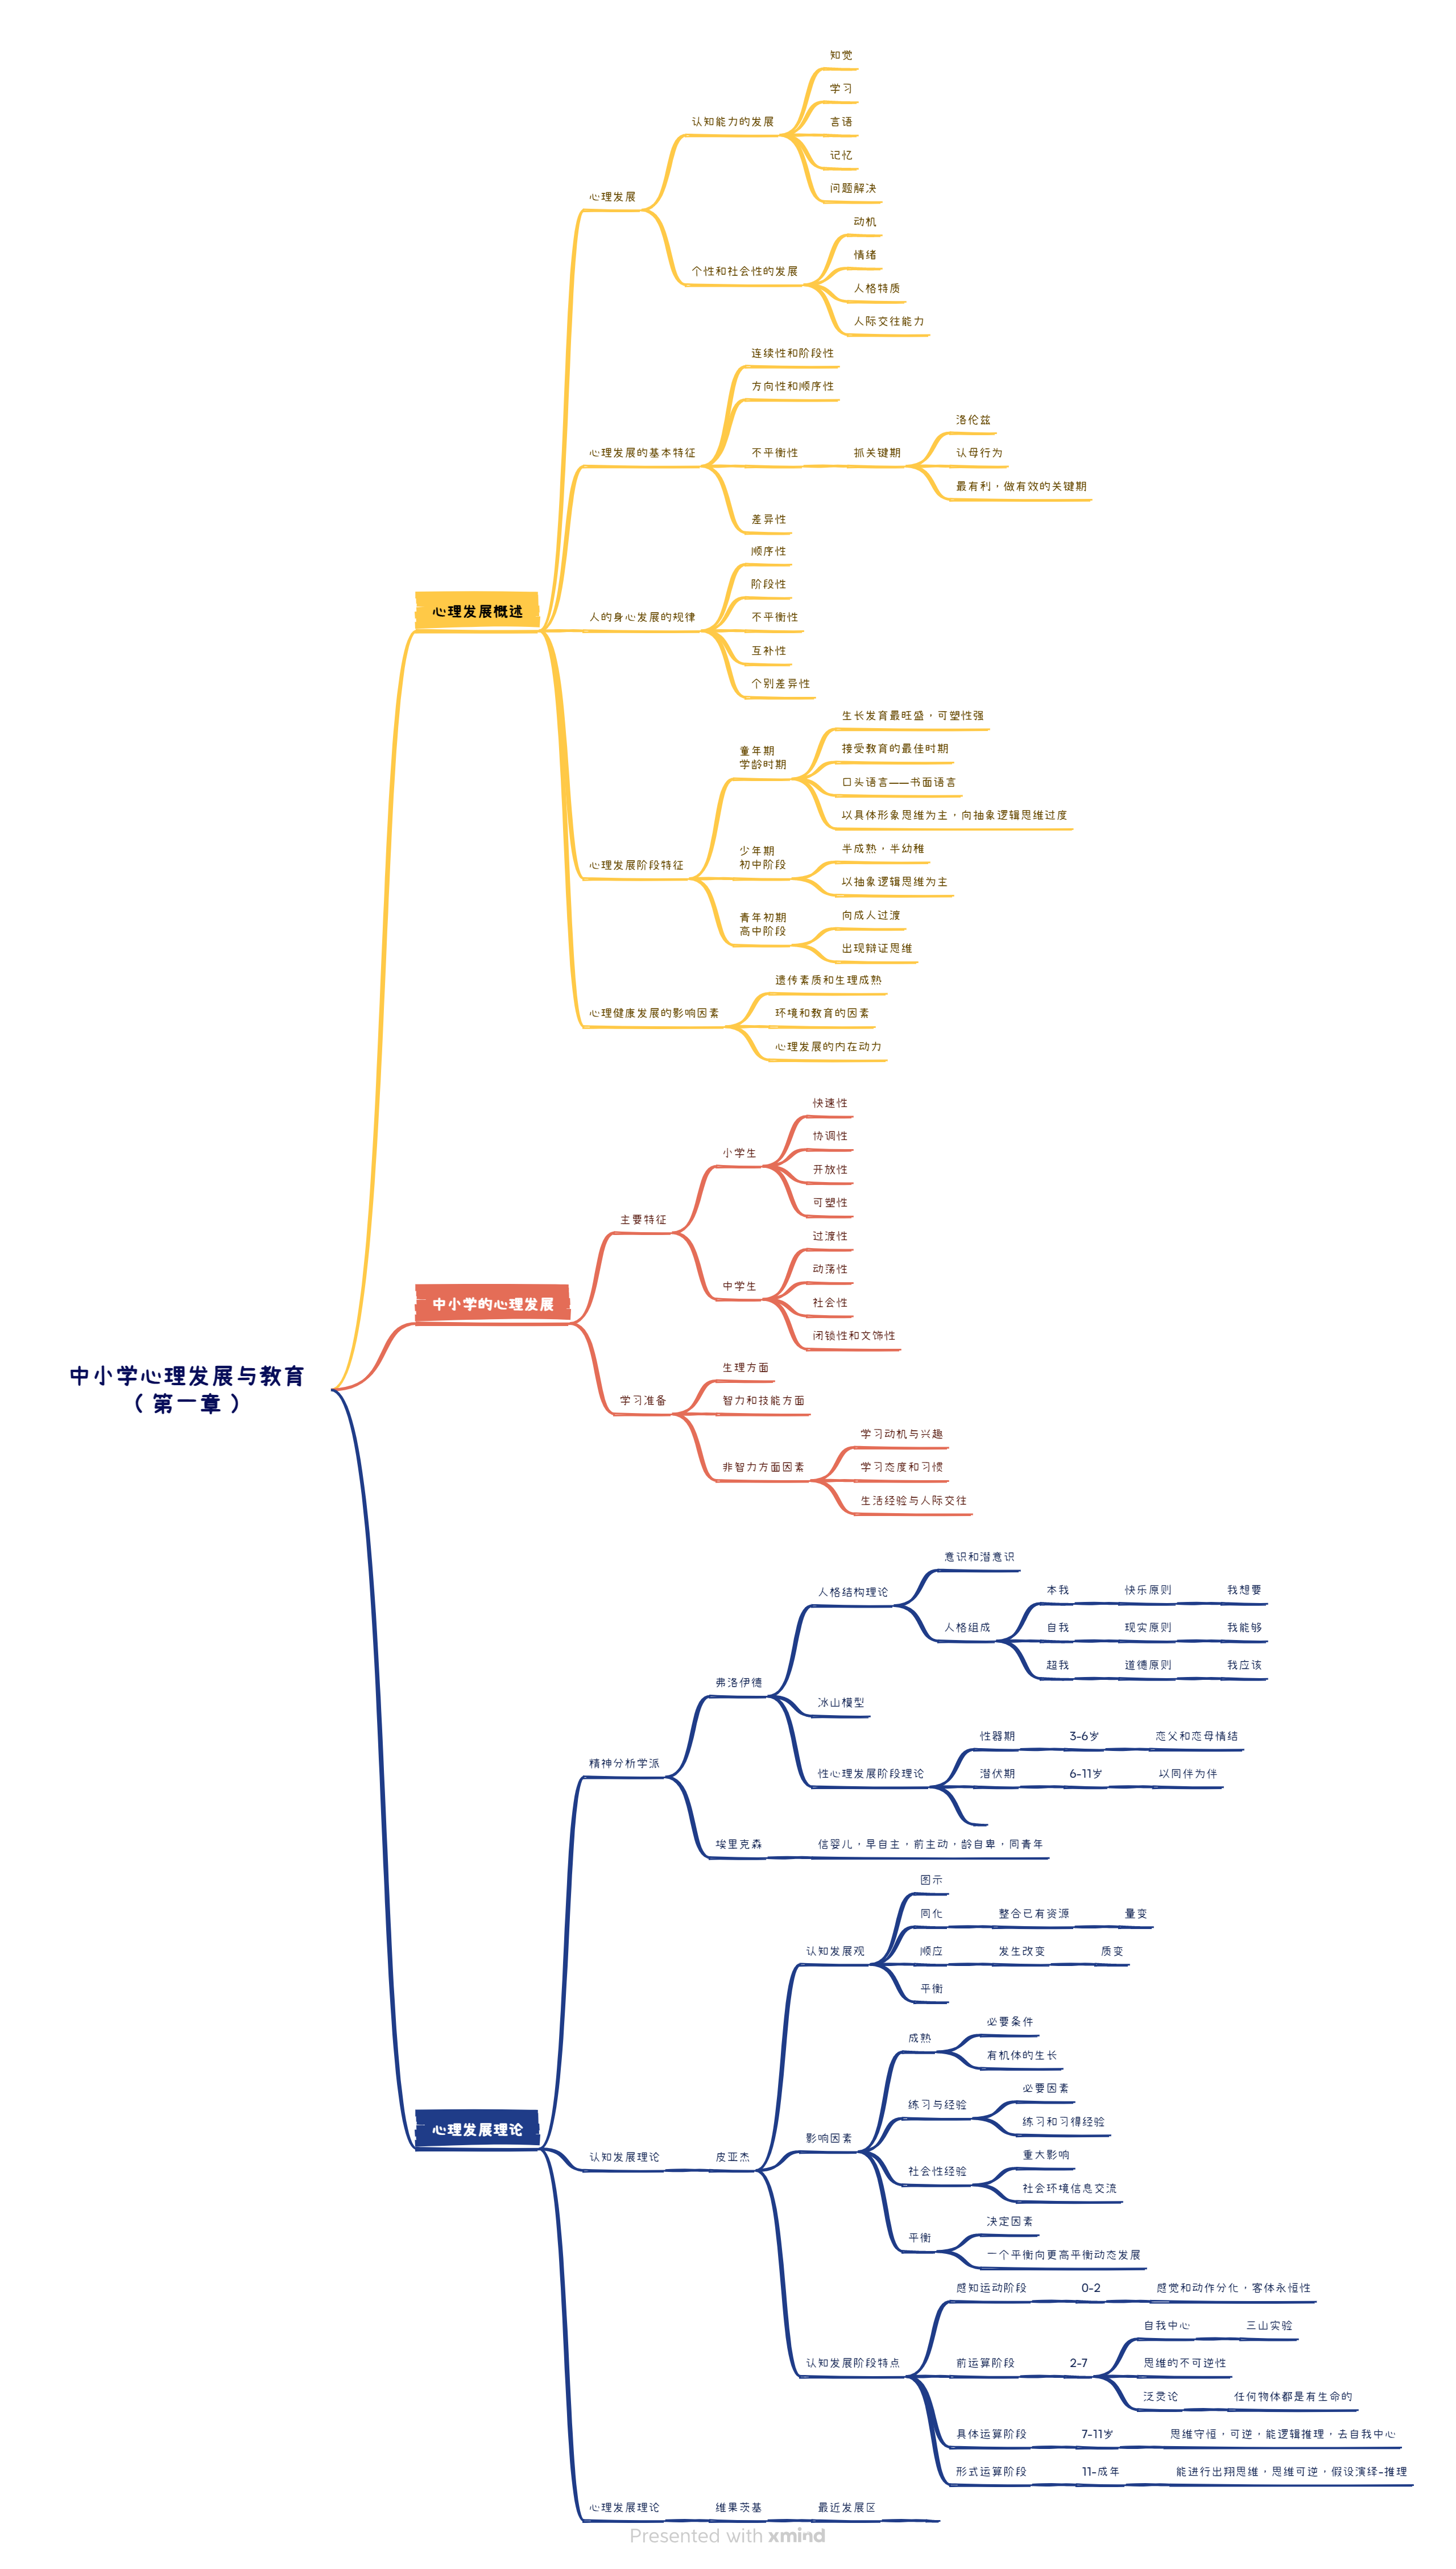 中小学心理发展与教育
（第一章）
心理发展概述
心理发展
认知能力的发展
知觉
学习
言语
记忆
问题解决
个性和社会性的发展
动机
情绪
人格特质
人际交往能力
心理发展的基本特征
连续性和阶段性
方向性和顺序性
不平衡性
抓关键期
洛伦兹
认母行为
最有利，做有效的关键期
差异性
人的身心发展的规律
顺序性
阶段性
不平衡性
互补性
个别差异性
心理发展阶段特征
童年期
学龄时期
生长发育最旺盛，可塑性强
接受教育的最佳时期
口头语言——书面语言
以具体形象思维为主，向抽象逻辑思维过度
少年期
初中阶段
半成熟，半幼稚
以抽象逻辑思维为主
青年初期
高中阶段
向成人过渡
出现辩证思维
心理健康发展的影响因素
遗传素质和生理成熟
环境和教育的因素
心理发展的内在动力
中小学的心理发展
主要特征
小学生
快速性
协调性
开放性
可塑性
中学生
过渡性
动荡性
社会性
闭锁性和文饰性
学习准备
生理方面
智力和技能方面
非智力方面因素
学习动机与兴趣
学习态度和习惯
生活经验与人际交往
心理发展理论
精神分析学派
弗洛伊德
人格结构理论
意识和潜意识
人格组成
本我 快乐原则 我想要
自我 现实原则 我能够
超我 道德原则 我应该
冰山模型
性心理发展阶段理论
性器期 3-6岁 恋父和恋母情结
潜伏期 6-11岁 以同伴为伴
埃里克森 信婴儿，早自主，前主动，龄自卑，同青年
认知发展理论
皮亚杰
认知发展观
图示
同化 整合已有资源 量变
顺应 发生改变 质变
平衡
影响因素
成熟
必要条件
有机体的生长
练习与经验
必要因素
练习和习得经验
社会性经验
重大影响
社会环境信息交流
平衡
决定因素
一个平衡向更高平衡动态发展
认知发展阶段特点
感知运动阶段 0-2 感觉和动作分化，客体永恒性
前运算阶段 2-7
自我中心 三山实验
思维的不可逆性
泛灵论 任何物体都是有生命的
具体运算阶段 7-11岁 思维守恒，可逆，能逻辑推理，去自我中心
形式运算阶段 11-成年 能进行出翔思维，思维可逆，假设演绎-推理
心理发展理论 维果茨基 最近发展区
Presented with xmind